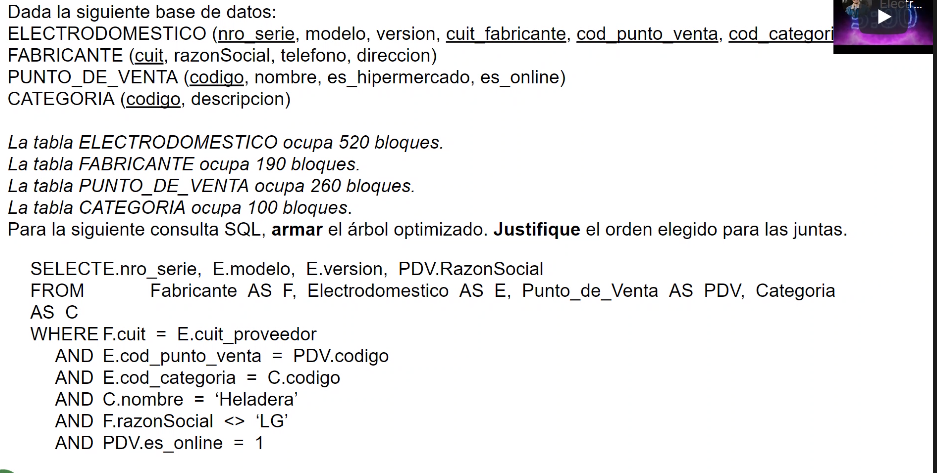 Dada la siguiente base de datos:
ELECTRODOMESTICO (nro_serie, modelo, version, cuit_fabricante, cod_punto_venta, cod_categori
Electr...
FABRICANTE (cuit, razonSocial, telefono, direccion)
PUNTO_DE_VENTA (codigo, nombre, es_hipermercado, es_online)
CATEGORIA (codigo, descripcion)
La tabla ELECTRODOMESTICO ocupa 520 bloques.
La tabla FABRICANTE ocupa 190 bloques.
La tabla PUNTO_DE_VENTA ocupa 260 bloques.
La tabla CATEGORIA ocupa 100 bloques.
Para la siguiente consulta SQL, armar el árbol optimizado. Justifique el orden elegido para las juntas.
SELECTE.nro_serie, E.modelo, E.version, PDV.RazonSocial
FROM Fabricante AS F, Electrodomestico AS E, Punto_de_Venta AS PDV, Categoria
AS C
WHERE F.cuit = E.cuit_proveedor
AND E.cod_punto_venta = PDV.codigo
AND E.cod_categoria = C.codigo
AND C.nombre = ‘Heladera’
AND F.razonSocial <> ‘LG’
AND PDV.es_online = 1